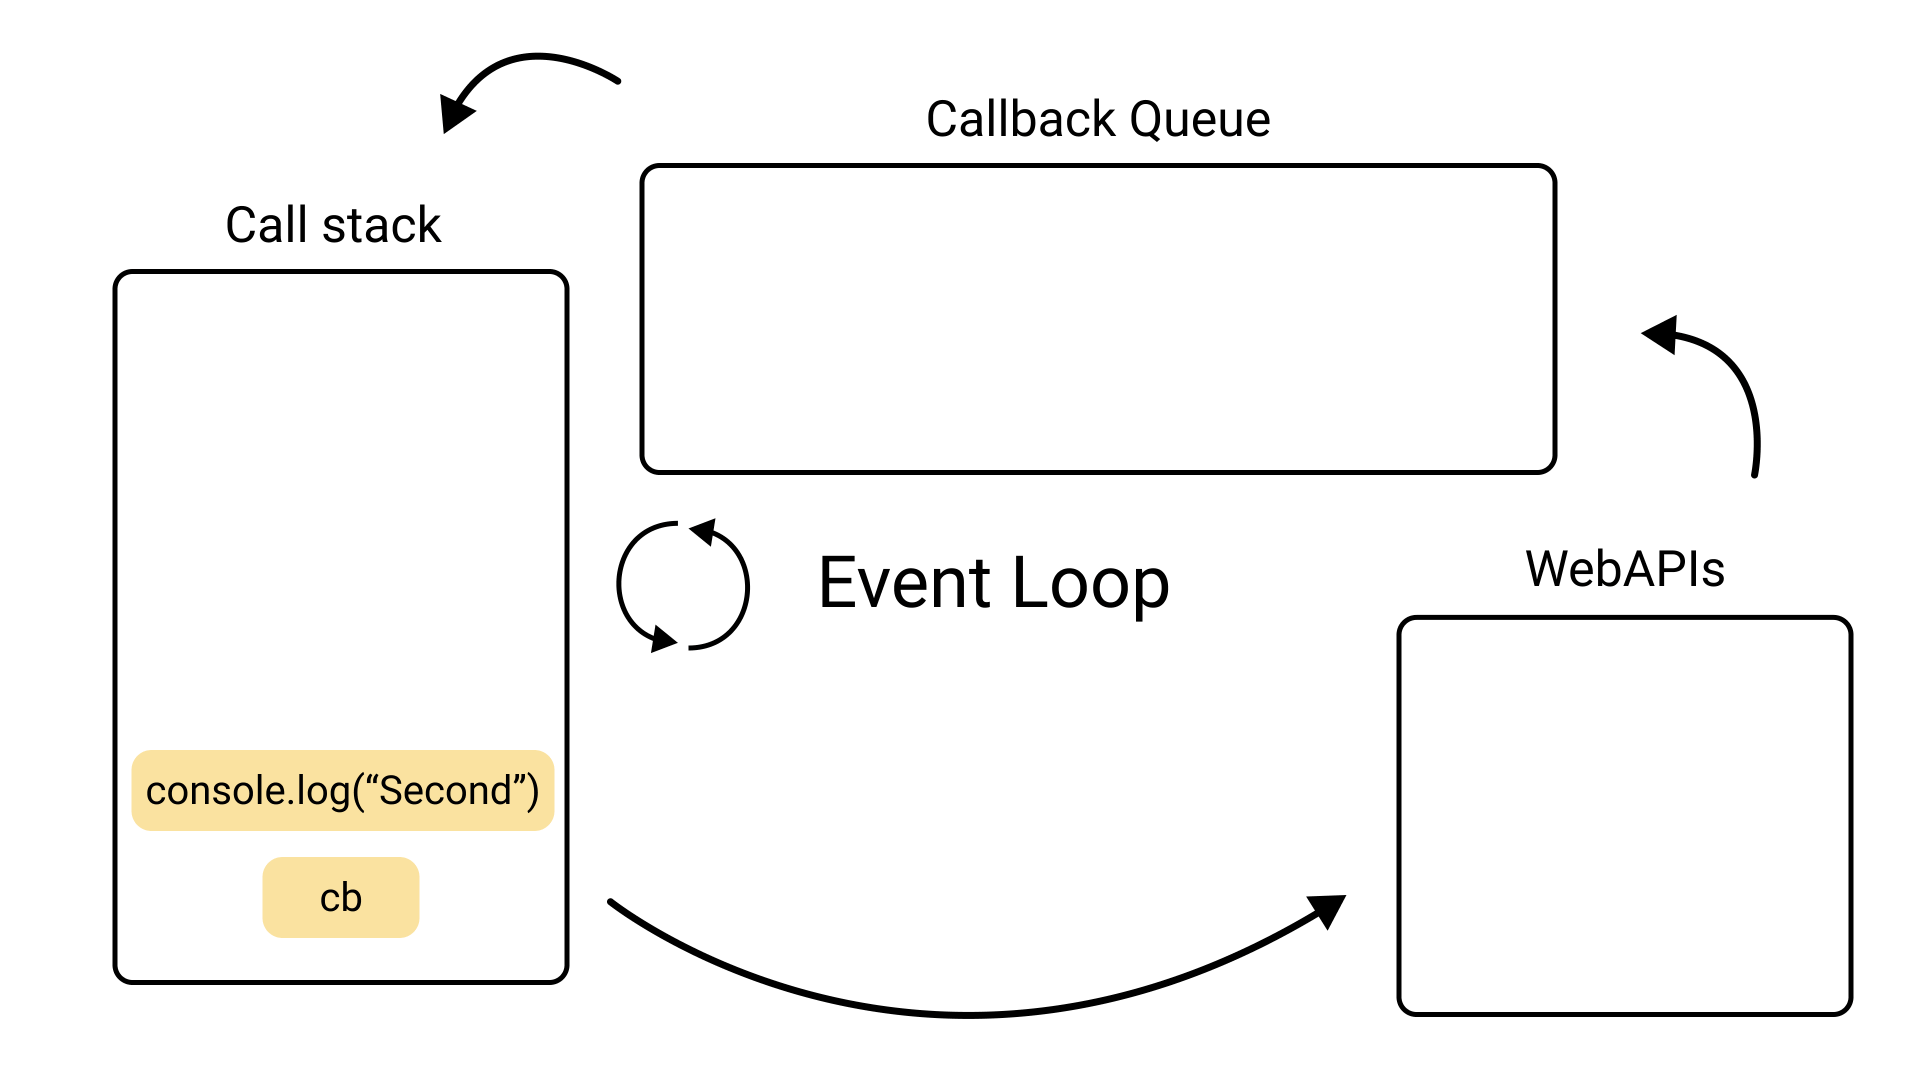 Callback Queue
Call stack
Event Loop
WebAPIs
console.log(“Second”)
cb